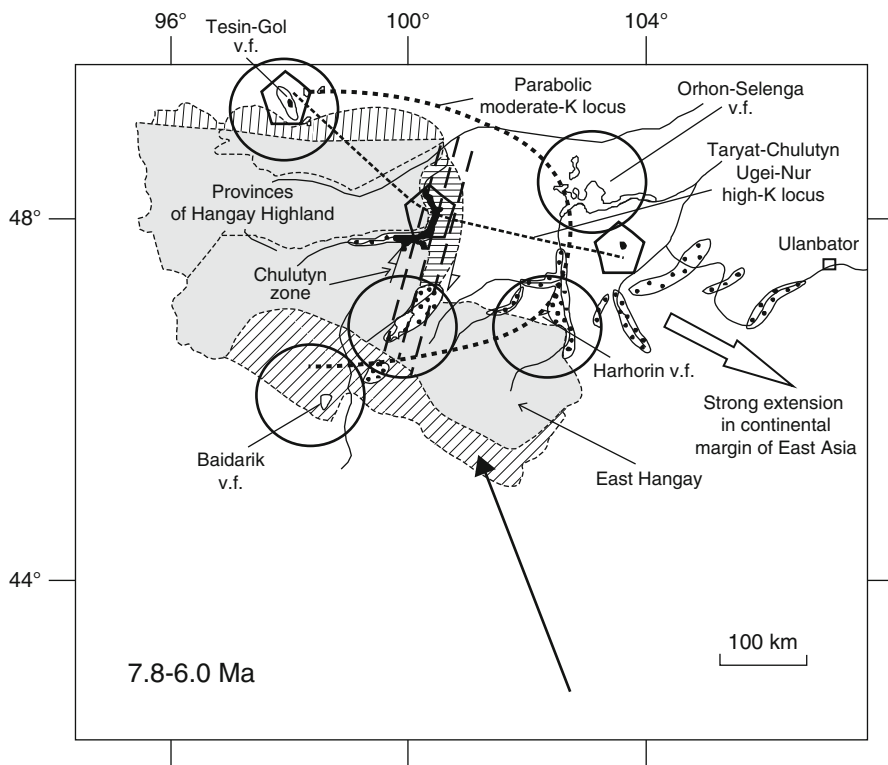 96°
100°
104°
Tesin-Gol
v.f.
Parabolic
moderate-K locus
Orhon-Selenga
v.f.
Taryat-Chulutyn
Ugei-Nur
high-K locus
48°
Provinces
of Hangay Highland
Ulanbator
Chulutyn
zone
Harhorin v.f.
Strong extension
in continental
margin of East Asia
Baidarik
v.f.
East Hangay
44°
100 km
7.8-6.0 Ma